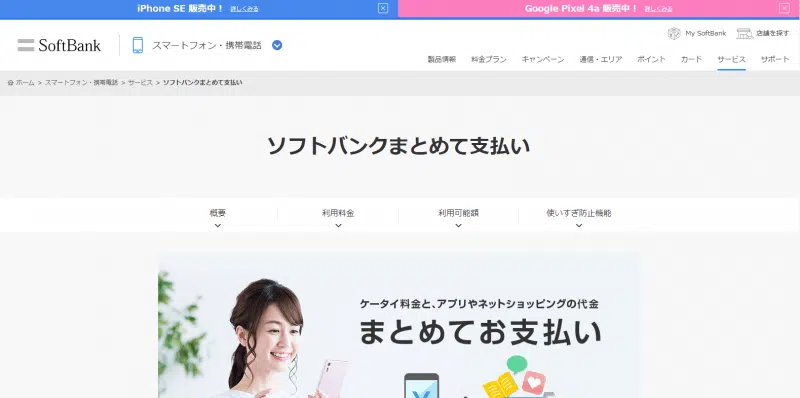 iPhone SE 販売中！ 詳しくみる
Google Pixel 4a 販売中！ 詳しくみる
SoftBank
スマートフォン・携帯電話
My SoftBank
店舗を探す
製品情報 料金プラン キャンペーン 通信・エリア ポイント カード サービス サポート
ホーム > スマートフォン・携帯電話 > サービス > ソフトバンクまとめて支払い
ソフトバンクまとめて支払い
概要 利用料金 利用可能額 使いすぎ防止機能
ケータイ料金と、アプリやネットショッピングの代金
まとめてお支払い